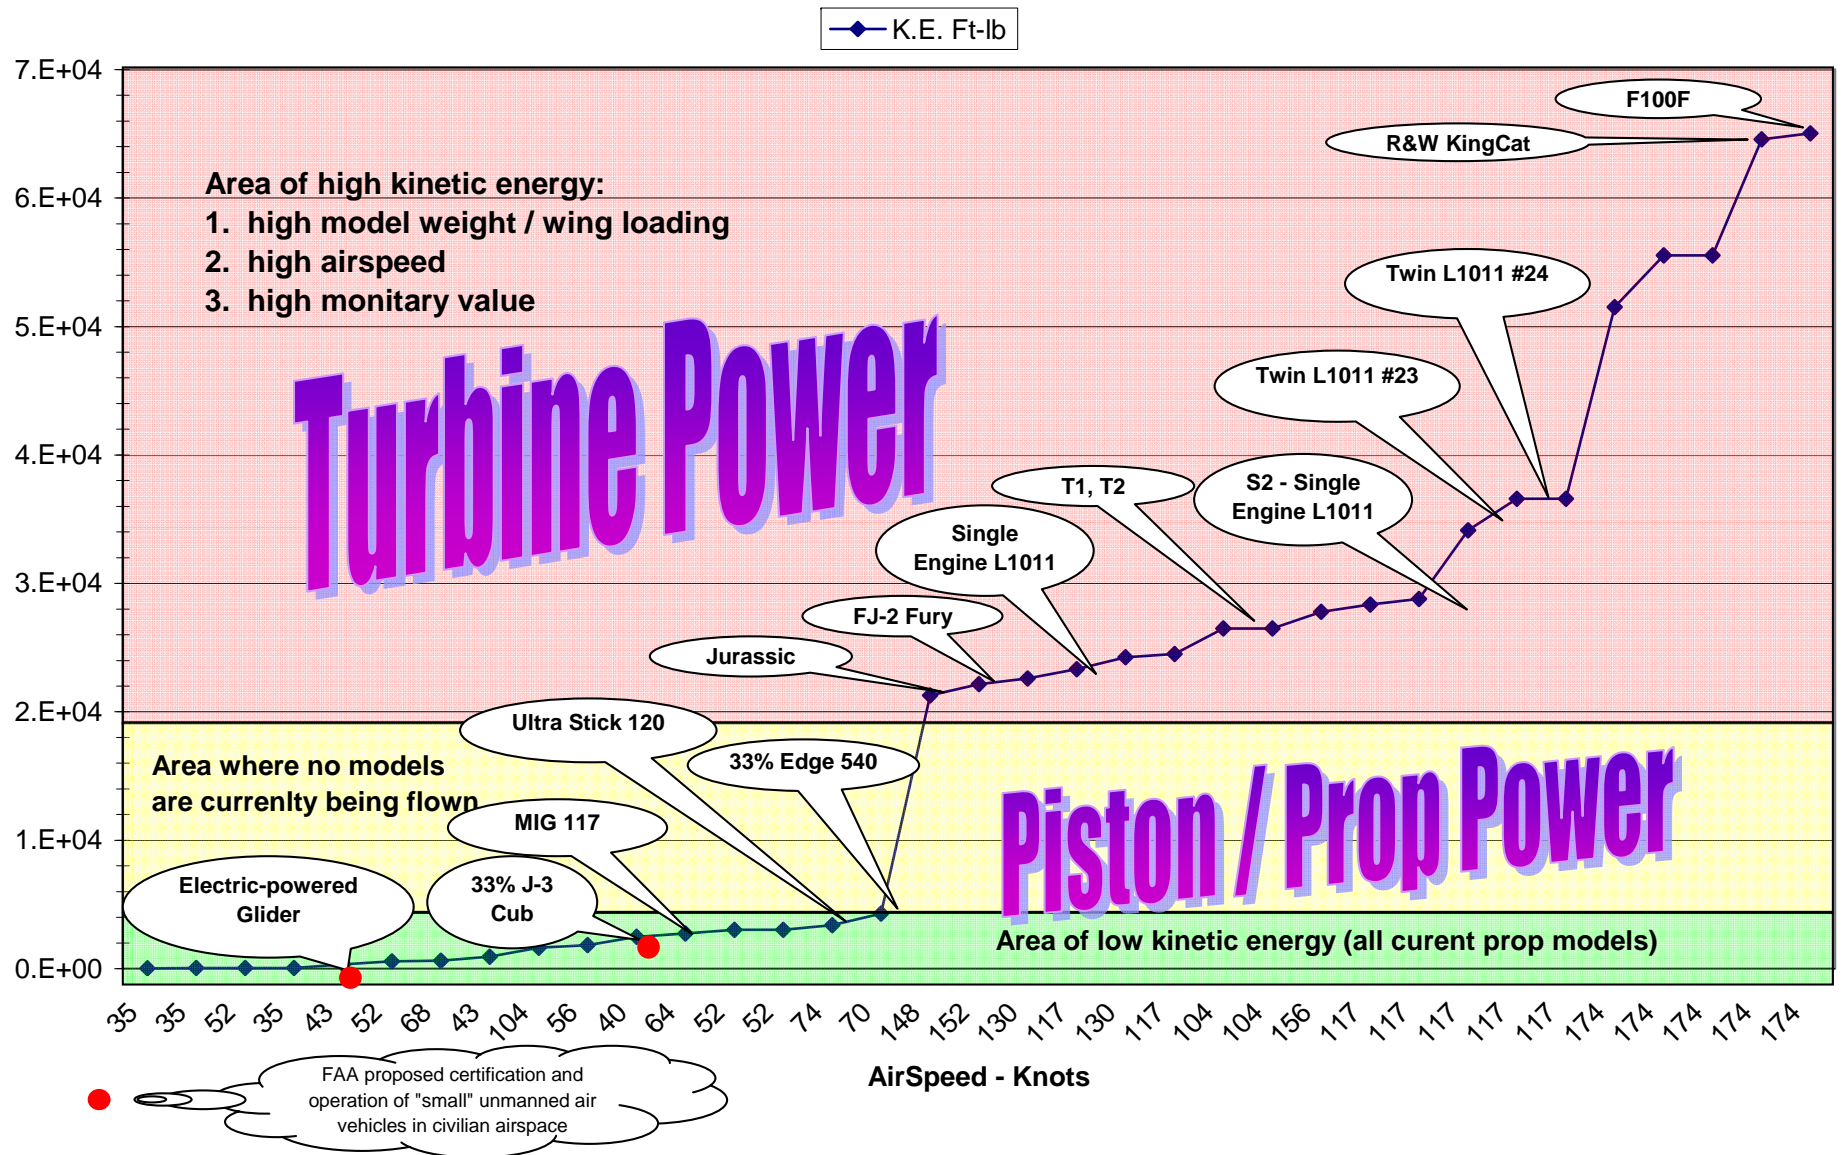 K.E. Ft-lb
7.E+04
6.E+04
5.E+04
4.E+04
3.E+04
2.E+04
1.E+04
0.E+00
F100F
R&W KingCat
Area of high kinetic energy:
1. high model weight / wing loading
2. high airspeed
3. high monitary value
Twin L1011 #24
Twin L1011 #23
Turbine Power
T1, T2
S2 - Single
Engine L1011
Single
Engine L1011
FJ-2 Fury
Jurassic
Ultra Stick 120
33% Edge 540
Area where no models
are currenlty being flown
MIG 117
Piston / Prop Power
Electric-powered
Glider
33% J-3
Cub
Area of low kinetic energy (all curent prop models)
35 35 52 35 43 52 68 43 104 56 40 64 52 52 74 70 148 152 130 117 130 117 104 104 156 117 117 117 117 117 174 174 174 174 174
AirSpeed - Knots
FAA proposed certification and
operation of "small" unmanned air
vehicles in civilian airspace